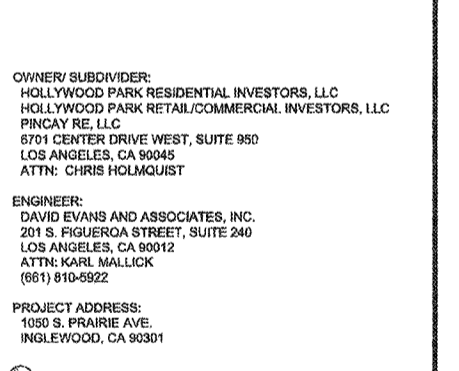 OWNER/ SUBDIVIDER:
HOLLYWOOD PARK RESIDENTIAL INVESTORS, LLC
HOLLYWOOD PARK RETAIL/COMMERCIAL INVESTORS, LLC
PINCAY RE, LLC
6701 CENTER DRIVE WEST, SUITE 950
LOS ANGELES, CA 90045
ATTN: CHRIS HOLMQUIST
ENGINEER:
DAVID EVANS AND ASSOCIATES, INC.
201 S. FIGUEROA STREET, SUITE 240
LOS ANGELES, CA 90012
ATTN: KARL MALLICK
(661) 810-5922
PROJECT ADDRESS:
1050 S. PRAIRIE AVE.
INGLEWOOD, CA 90301